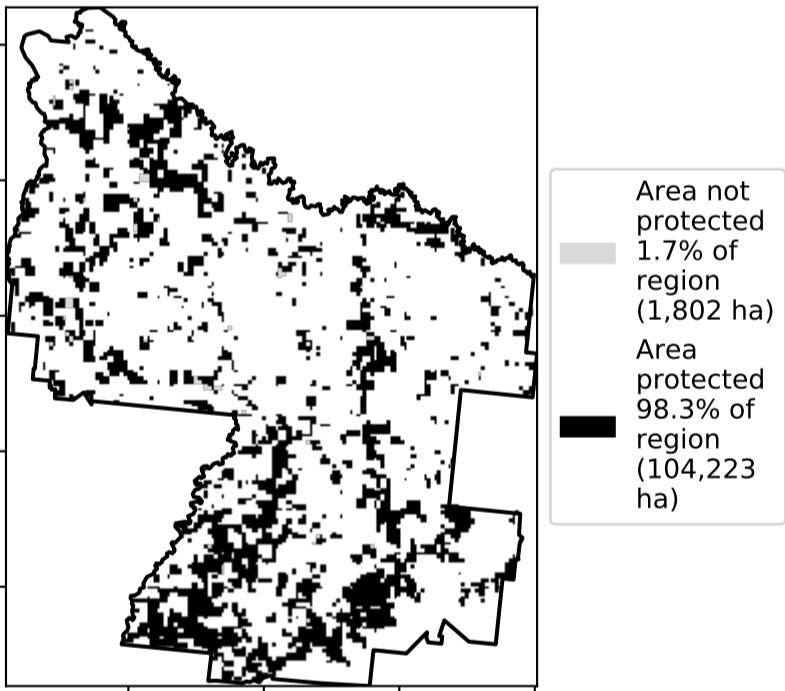 Area not
protected
1.7% of
region
(1,802 ha)
Area
protected
98.3% of
region
(104,223
ha)